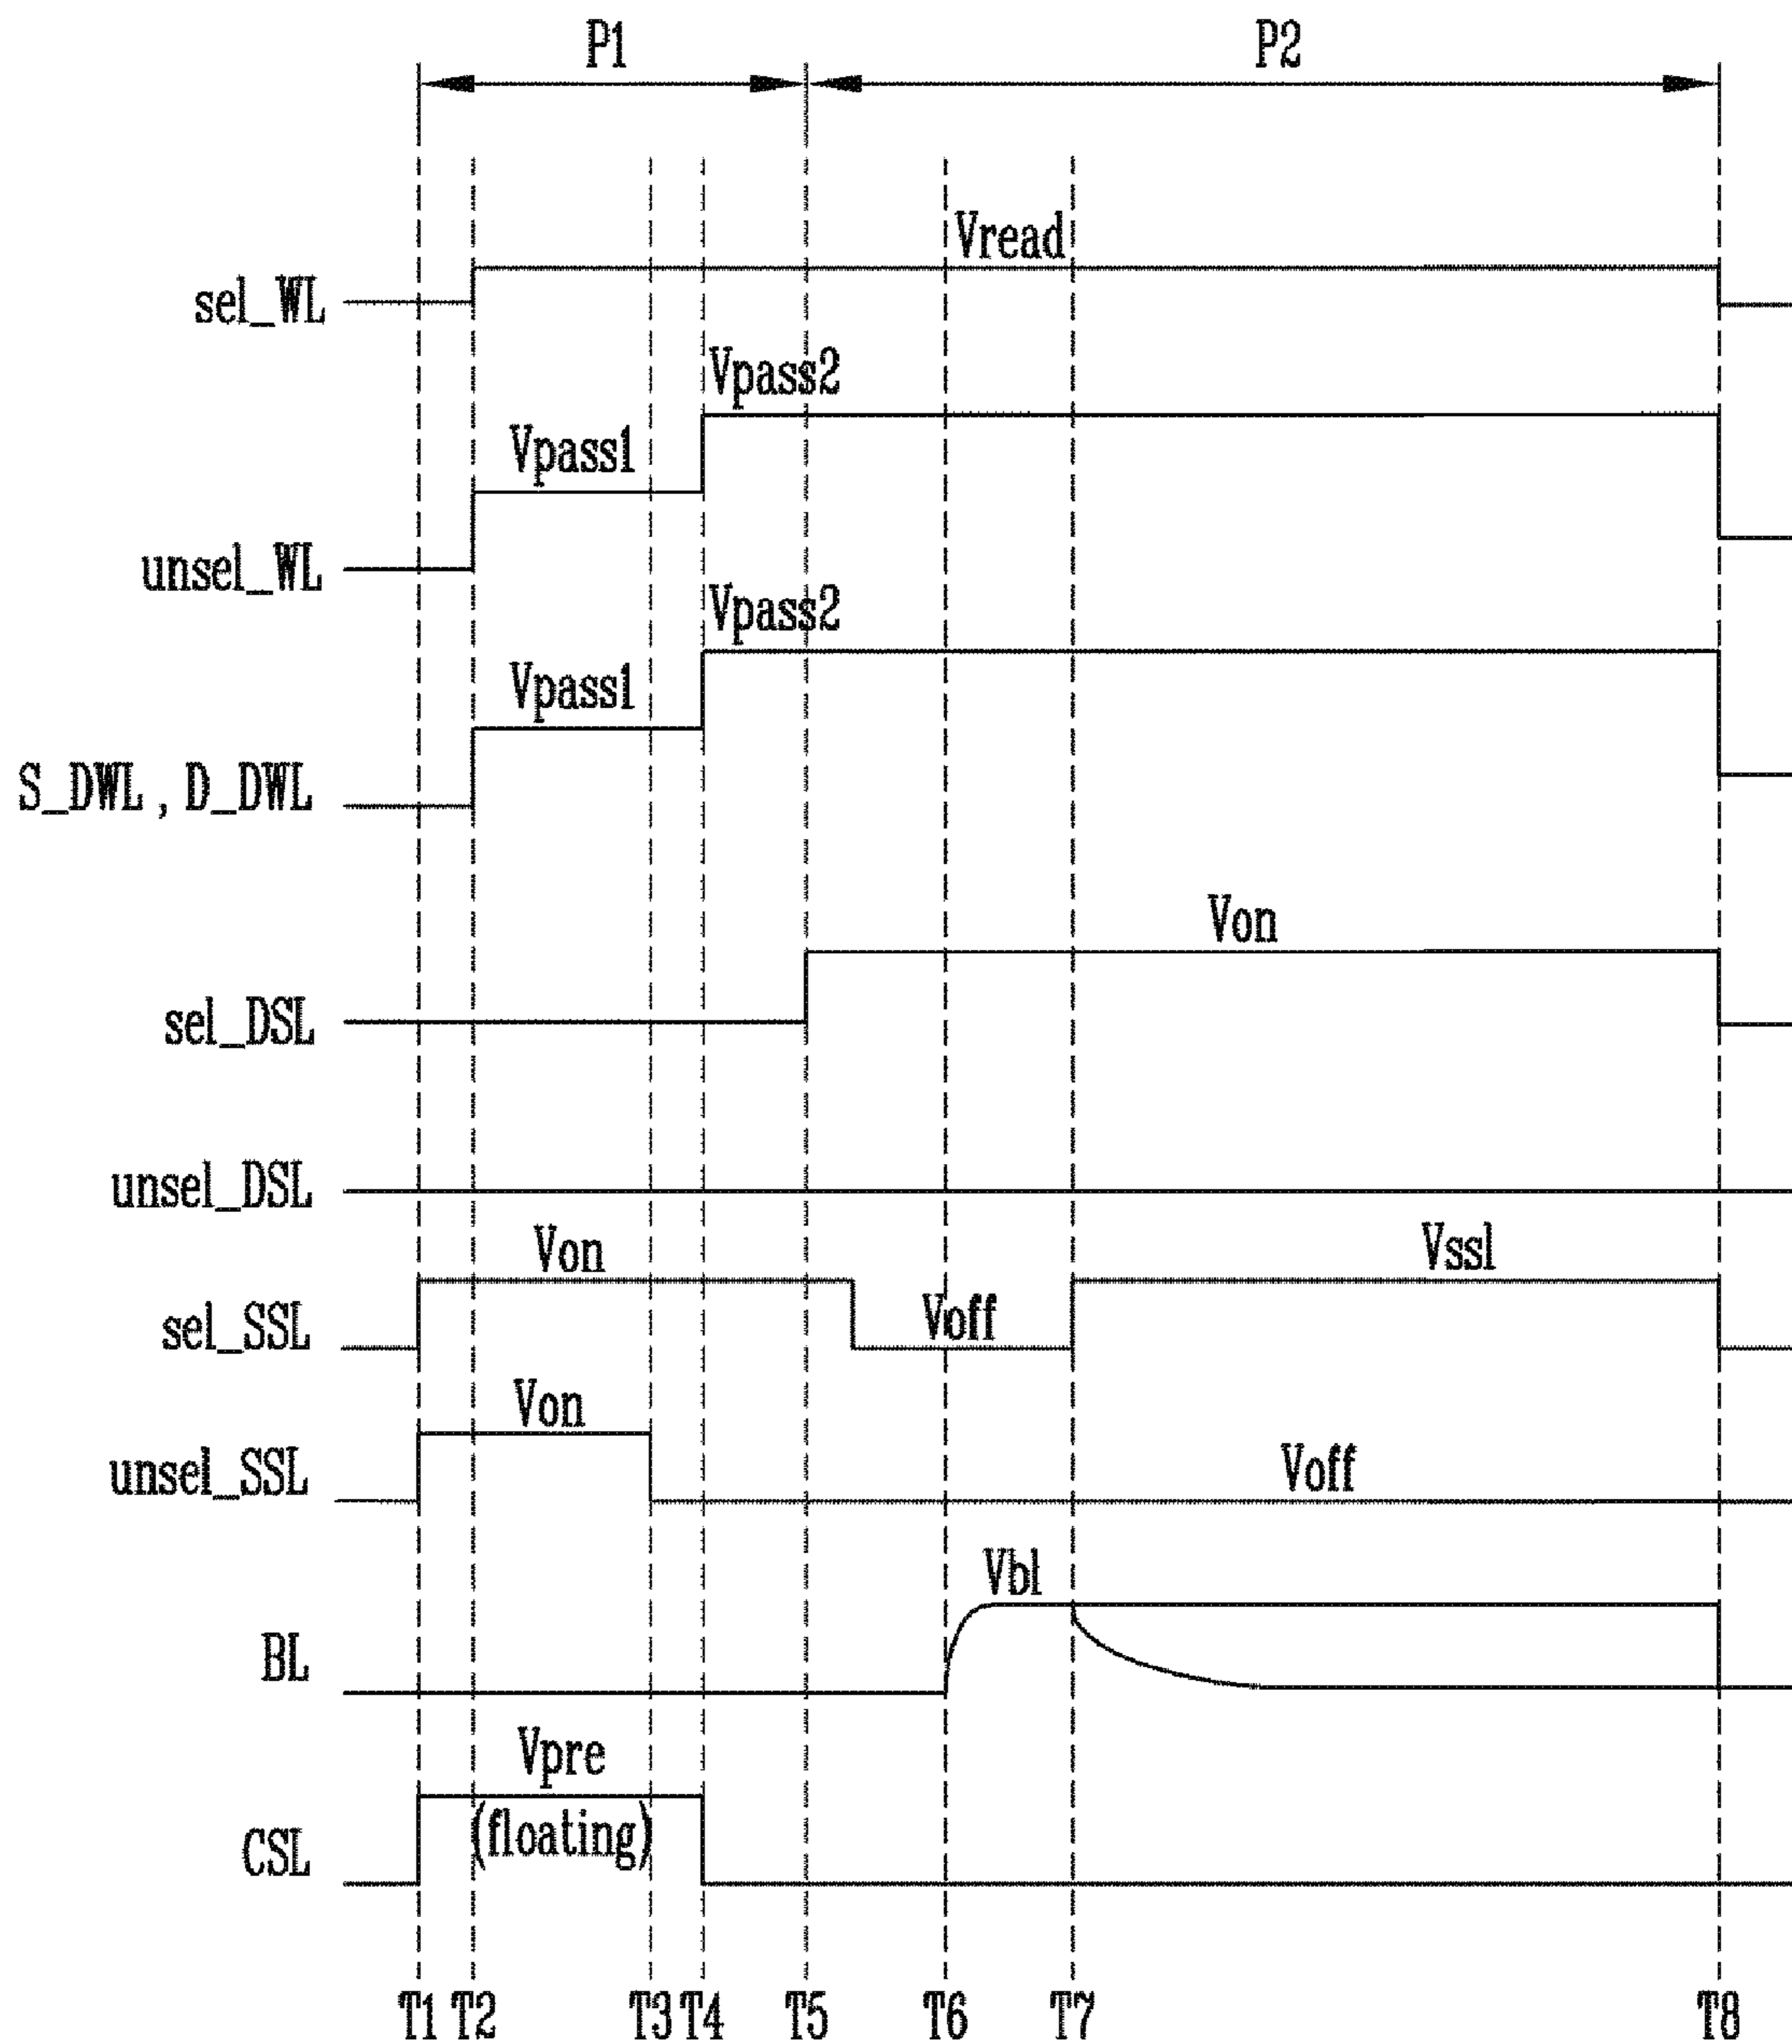 P1 P2
Vread
sel_WL
Vpass2
Vpass1
unsel_WL
Vpass2
Vpass1
S_DWL , D_DWL
Von
sel_DSL
unsel_DSL
Von Vssl
sel_SSL Voff
Von
unsel_SSL Voff
Vbl
BL
Vpre
(floating)
CSL
T1 T2 T3 T4 T5 T6 T7 T8